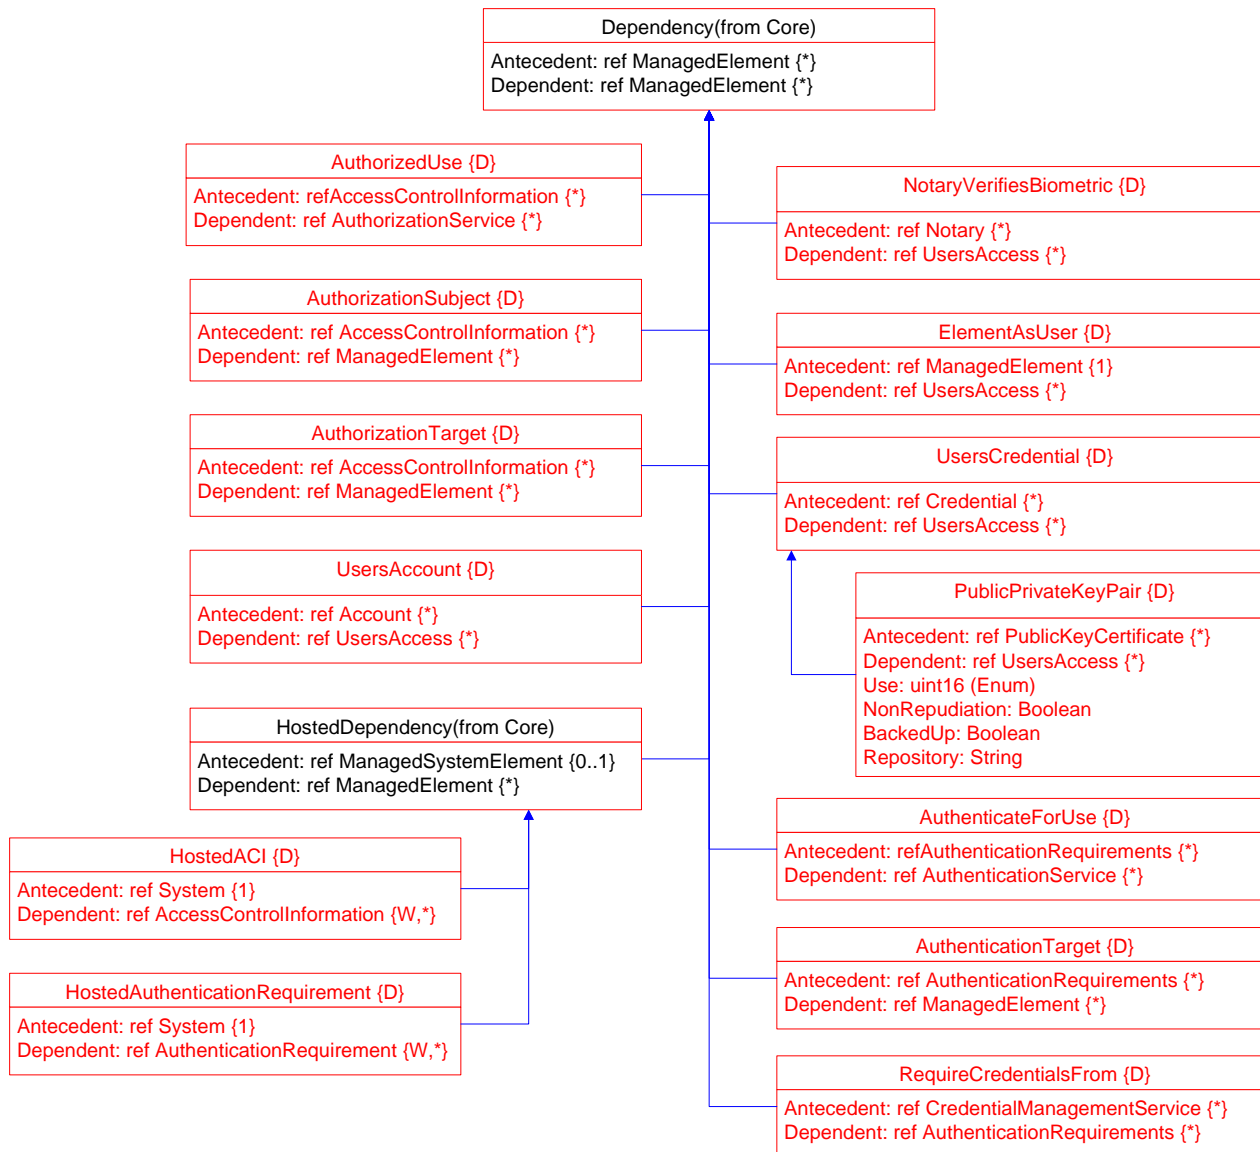 Dependency(from Core)
Antecedent: ref ManagedElement {*}
Dependent: ref ManagedElement {*}
AuthorizedUse {D}
Antecedent: refAccessControlInformation {*}
Dependent: ref AuthorizationService {*}
NotaryVerifiesBiometric {D}
Antecedent: ref Notary {*}
Dependent: ref UsersAccess {*}
AuthorizationSubject {D}
Antecedent: ref AccessControlInformation {*}
Dependent: ref ManagedElement {*}
ElementAsUser {D}
Antecedent: ref ManagedElement {1}
Dependent: ref UsersAccess {*}
AuthorizationTarget {D}
Antecedent: ref AccessControlInformation {*}
Dependent: ref ManagedElement {*}
UsersCredential {D}
Antecedent: ref Credential {*}
Dependent: ref UsersAccess {*}
UsersAccount {D}
Antecedent: ref Account {*}
Dependent: ref UsersAccess {*}
PublicPrivateKeyPair {D}
Antecedent: ref PublicKeyCertificate {*}
Dependent: ref UsersAccess {*}
Use: uint16 (Enum)
NonRepudiation: Boolean
BackedUp: Boolean
Repository: String
HostedDependency(from Core)
Antecedent: ref ManagedSystemElement {0..1}
Dependent: ref ManagedElement {*}
AuthenticateForUse {D}
Antecedent: refAuthenticationRequirements {*}
Dependent: ref AuthenticationService {*}
HostedACI {D}
Antecedent: ref System {1}
Dependent: ref AccessControlInformation {W,*}
AuthenticationTarget {D}
Antecedent: ref AuthenticationRequirements {*}
Dependent: ref ManagedElement {*}
HostedAuthenticationRequirement {D}
Antecedent: ref System {1}
Dependent: ref AuthenticationRequirement {W,*}
RequireCredentialsFrom {D}
Antecedent: ref CredentialManagementService {*}
Dependent: ref AuthenticationRequirements {*}